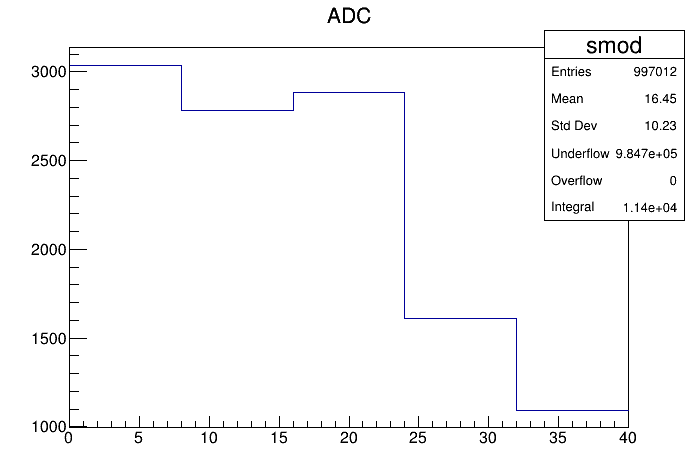 ADC
smod
Entries 997012
Mean 16.45
Std Dev 10.23
Underflow 9.847e+05
Overflow 0
Integral 1.14e+04
3000
2500
2000
1500
1000
0 5 10 15 20 25 30 35 40